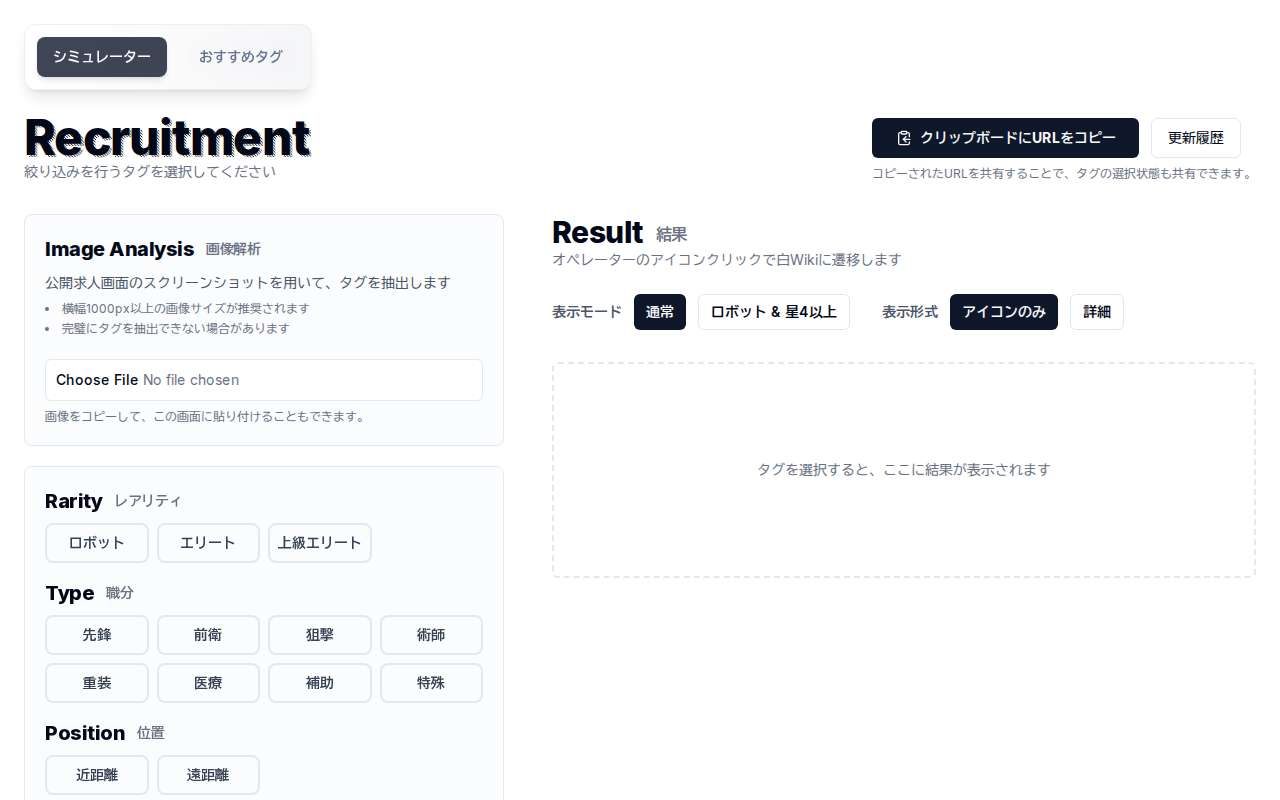 シミュレーター
おすすめタグ
Recruitment
絞り込みを行うタグを選択してください
クリップボードにURLをコピー
更新履歴
コピーされたURLを共有することで、タグの選択状態も共有できます。
Image Analysis 画像解析
公開求人画面のスクリーンショットを用いて、タグを抽出します
横幅1000px以上の画像サイズが推奨されます
完璧にタグを抽出できない場合があります
Choose File No file chosen
画像をコピーして、この画面に貼り付けることもできます。
Rarity レアリティ
ロボット エリート 上級エリート
Type 職分
先鋒 前衛 狙撃 術師
重装 医療 補助 特殊
Position 位置
近距離 遠距離
Result 結果
オペレーターのアイコンクリックで白Wikiに遷移します
表示モード 通常 ロボット & 星4以上 表示形式 アイコンのみ 詳細
タグを選択すると、ここに結果が表示されます